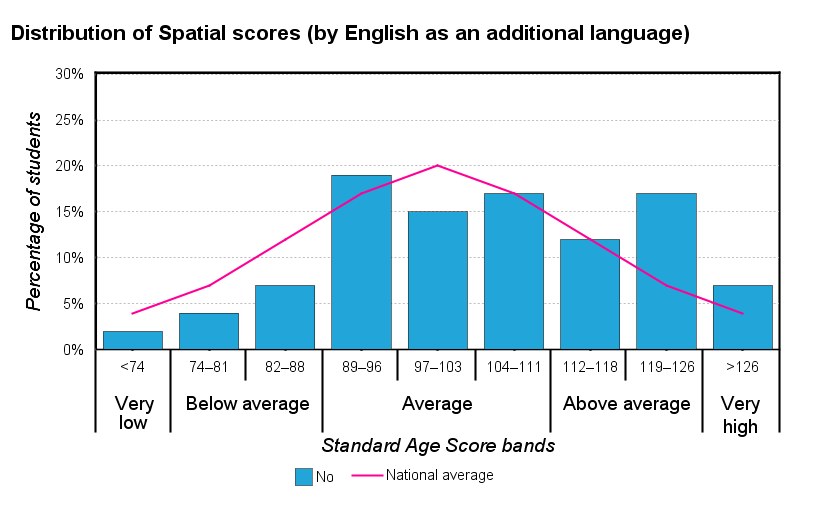 Distribution of Spatial scores (by English as an additional language)
30%
25%
20%
15%
10%
5%
0%
Percentage of students
<74 74–81 82–88 89–96 97–103 104–111 112–118 119–126 >126
Very low Below average Average Above average Very high
Standard Age Score bands
No National average